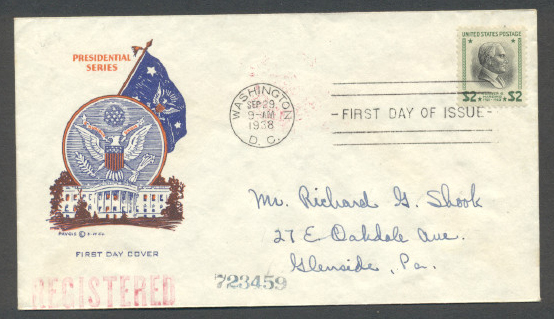 PRESIDENTIAL
SERIES
UNITED STATES POSTAGE
$2 $2
WASHINGTON
SEP 29
9-AM
1938
D. C.
FIRST DAY OF ISSUE
Mr. Richard G. Shook
27 E Oakdale Ave.
Glenside, Pa.
FIRST DAY COVER
REGISTERED
723459